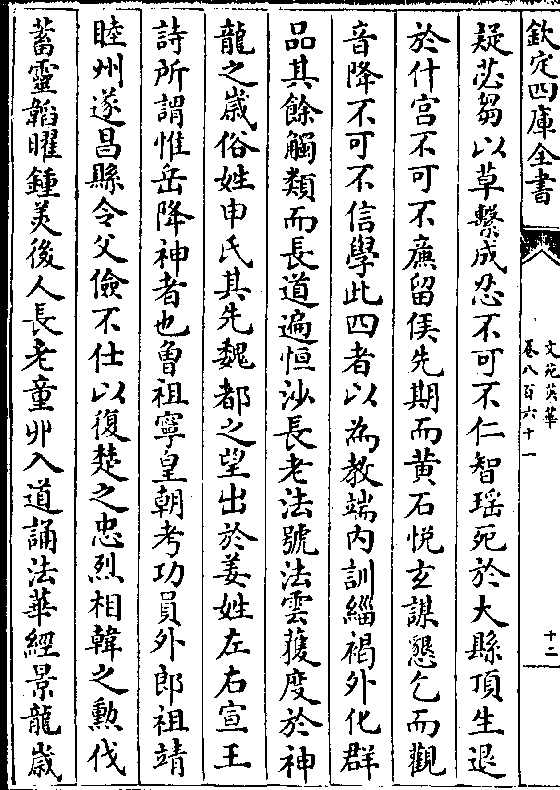 欽定四庫全書
文苑英華
卷八百六十一
十二
疑苾芻以草繫成忍不可不仁智瑶死於大縣頂生退
於什宫不可不亷留侯先期而黄石悦玄謀懇乞而觀
音降不可不信學此四者以為教端内訓緇褐外化群
品其餘觸類而長道遍恒沙長老法號法雲䕶度於神
龍之嵗俗姓申氏其先魏都之望出於姜姓左右宣王
詩所謂惟岳降神者也曾祖寧皇朝考功員外郎祖靖
睦州遂昌縣令父儉不仕以復楚之忠烈相韓之勲伐
蓄靈韜曜鍾美後人長老童丱入道誦法華經景龍嵗